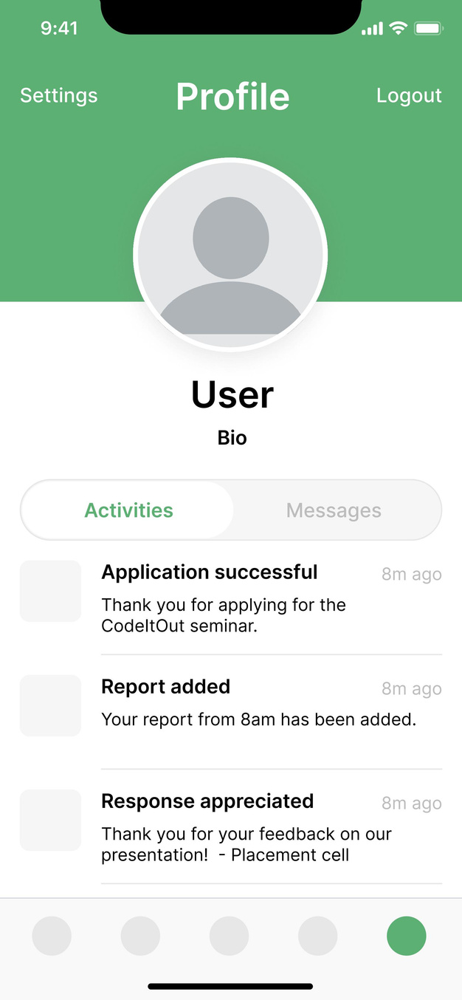 9:41
Settings
Profile
Logout
User
Bio
Activities
Messages
Application successful
8m ago
Thank you for applying for the
CodeItOut seminar.
Report added
8m ago
Your report from 8am has been added.
Response appreciated
8m ago
Thank you for your feedback on our
presentation!  - Placement cell